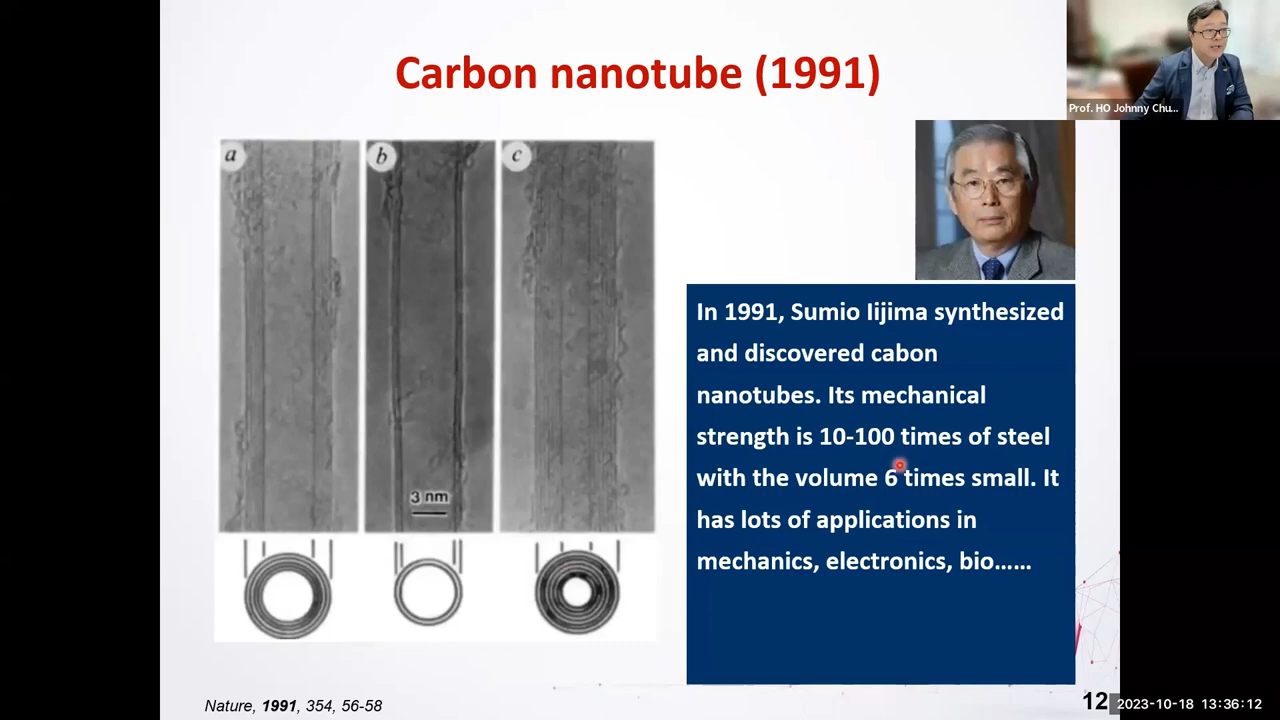 Carbon nanotube (1991)
Prof. HO Johnny Chu...
a
b
c
3 nm
In 1991, Sumio Iijima synthesized
and discovered cabon
nanotubes. Its mechanical
strength is 10-100 times of steel
with the volume 6 times small. It
has lots of applications in
mechanics, electronics, bio……
Nature, 1991, 354, 56-58
12
2023-10-18 13:36:12